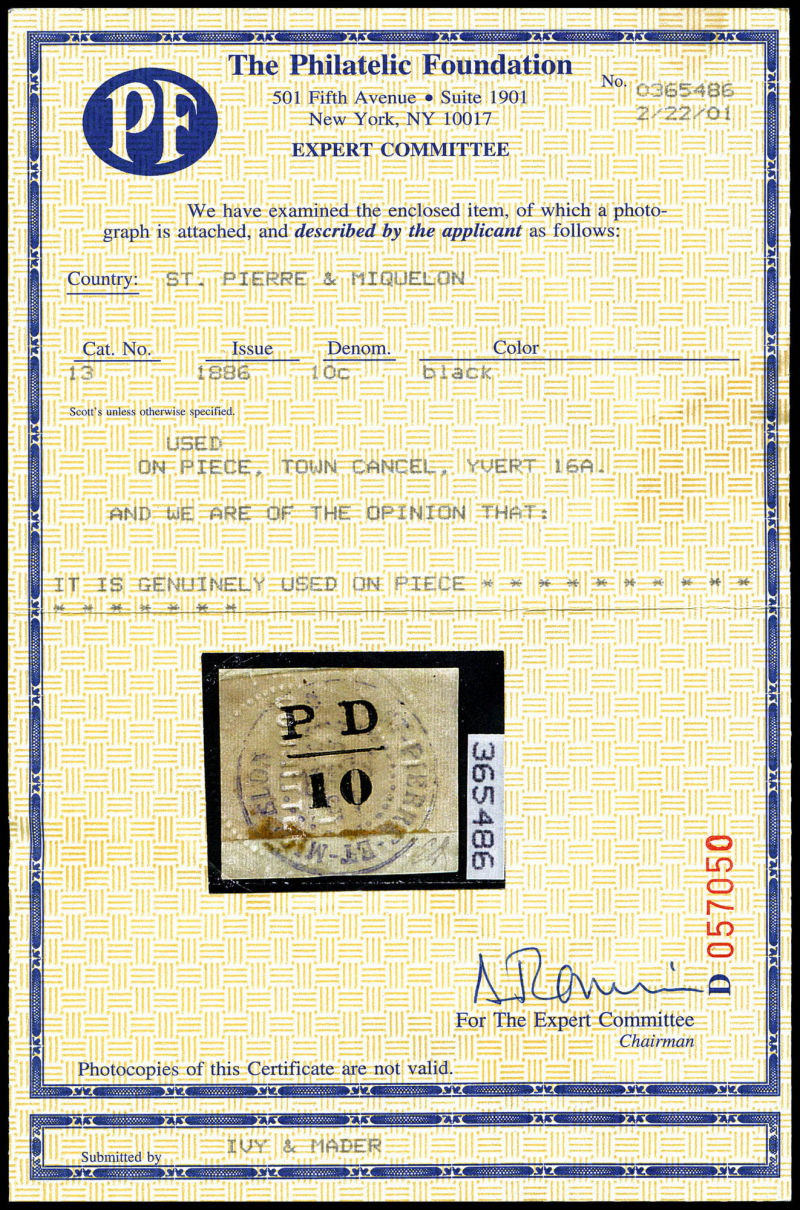 PF
The Philatelic Foundation
501 Fifth Avenue • Suite 1901
New York, NY 10017
EXPERT COMMITTEE
No. 0365486
2/22/01
We have examined the enclosed item, of which a photo-
graph is attached, and described by the applicant as follows:
Country: ST. PIERRE & MIQUELON
Cat. No. Issue Denom. Color
13 1886 10c black
Scott's unless otherwise specified.
USED
ON PIECE, TOWN CANCEL, YVERT 16A.
AND WE ARE OF THE OPINION THAT:
IT IS GENUINELY USED ON PIECE * * * * * * * * * *
* * * * * * *
P D
10
PIERRE-ET-MIQUELON
365486
D 057050
For The Expert Committee
Chairman
Photocopies of this Certificate are not valid.
Submitted by IVY & MADER